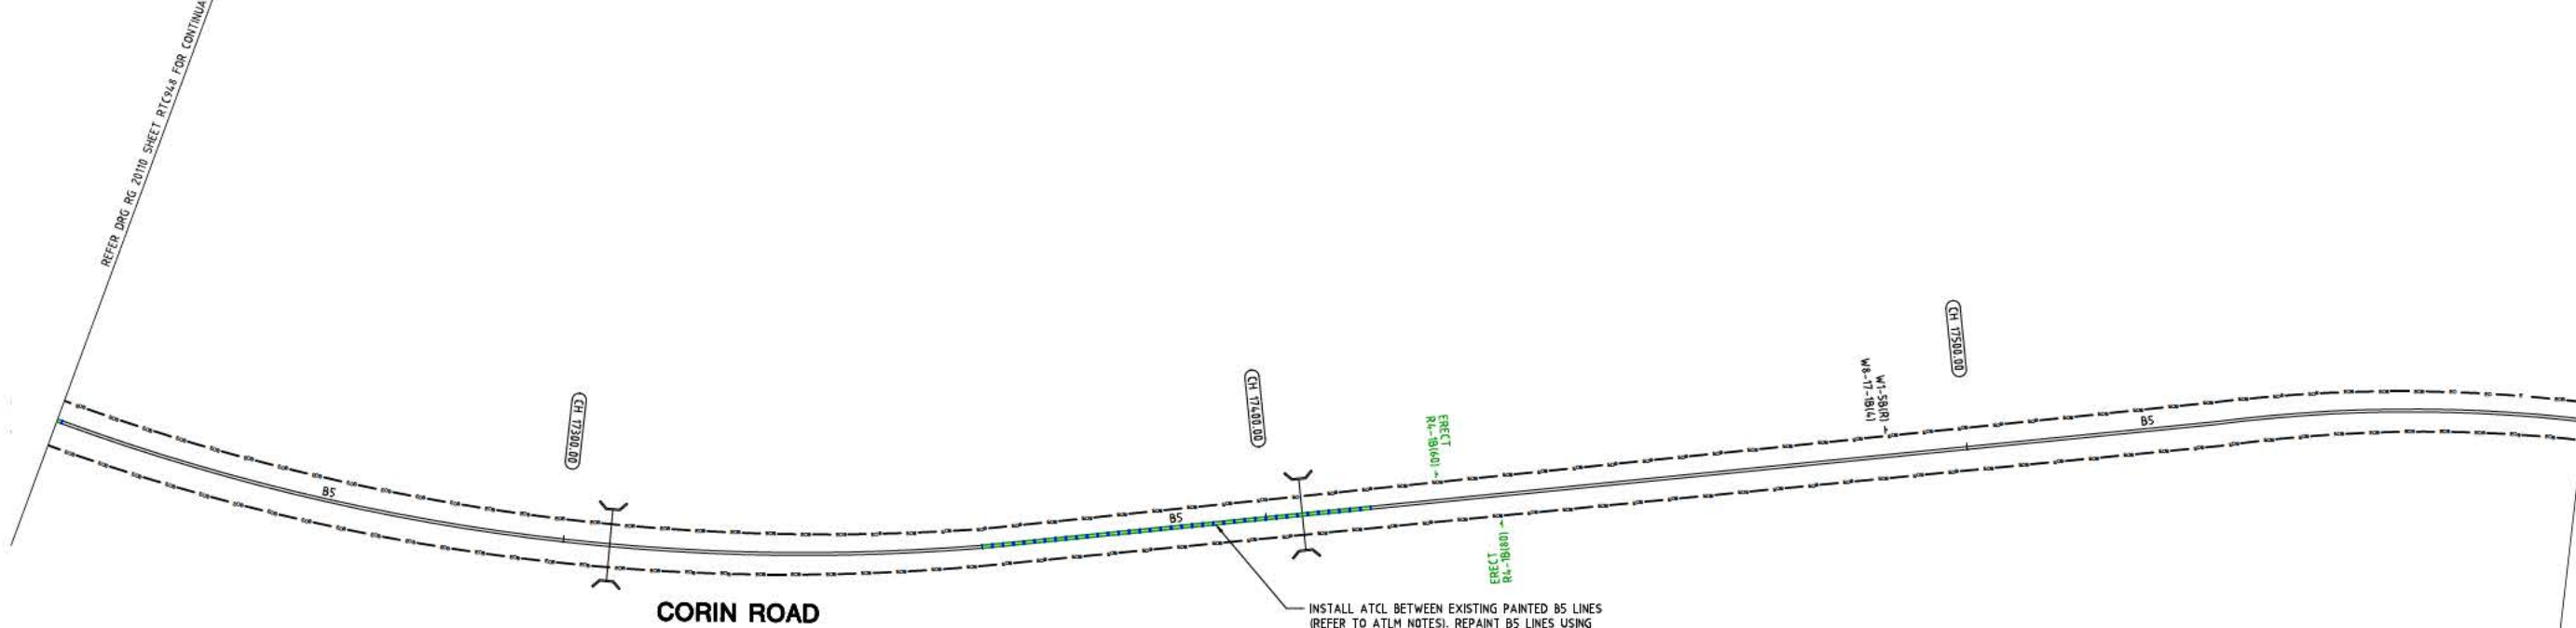 REFER DRG RG 20110 SHEET RTC948 FOR
B5
CH 17300.00
CORIN ROAD
B5
CH 17400.00
ERECT
R4-1B(60)
ERECT
R4-1B(80)
INSTALL ATCL BETWEEN EXISTING PAINTED B5 LINES
(REFER TO ATLM NOTES). REPAINT B5 LINES USING
W1-5B(R)
W8-17-1B(4)
CH 17500.00
B5